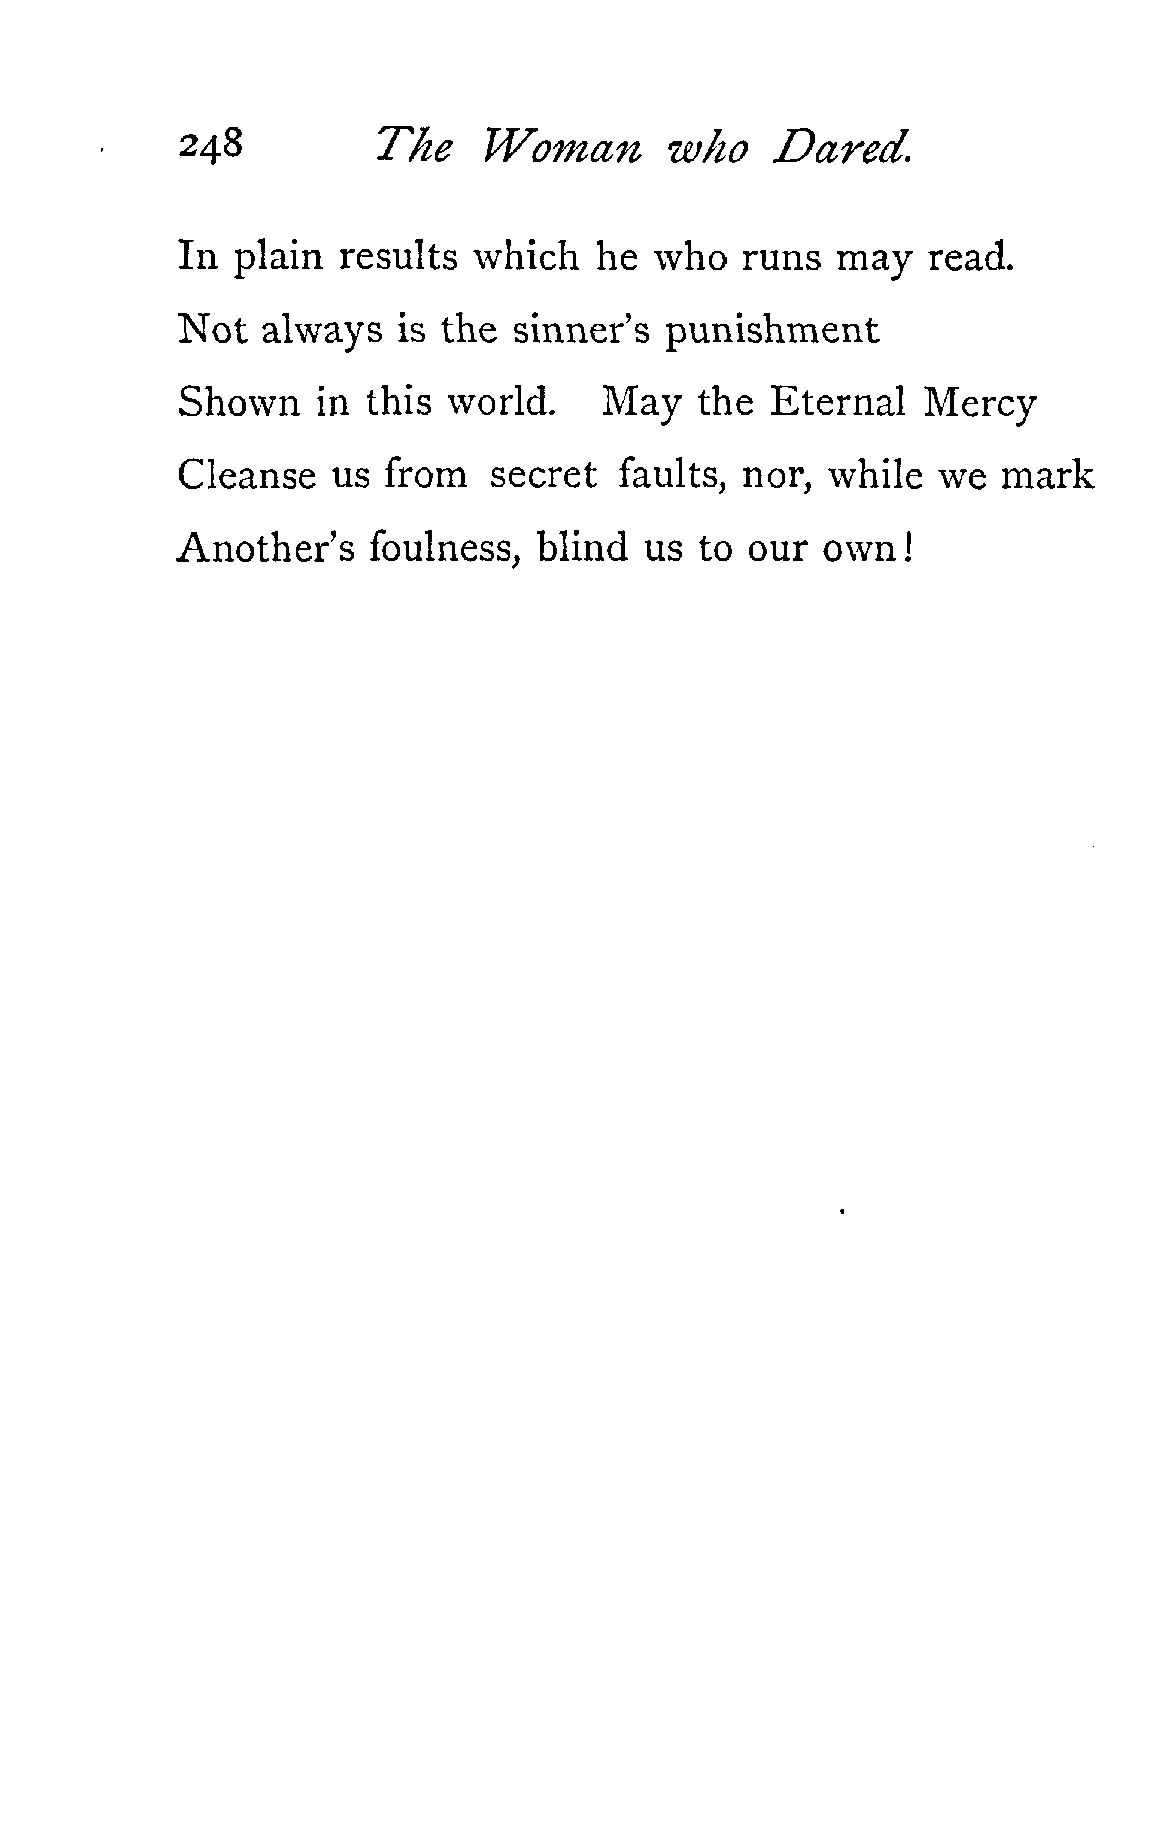 248 The Woman who Dared.
In plain results which he who runs may read.
Not always is the sinner's punishment
Shown in this world. May the Eternal Mercy
Cleanse us from secret faults, nor, while we mark
Another's foulness, blind us to our own!